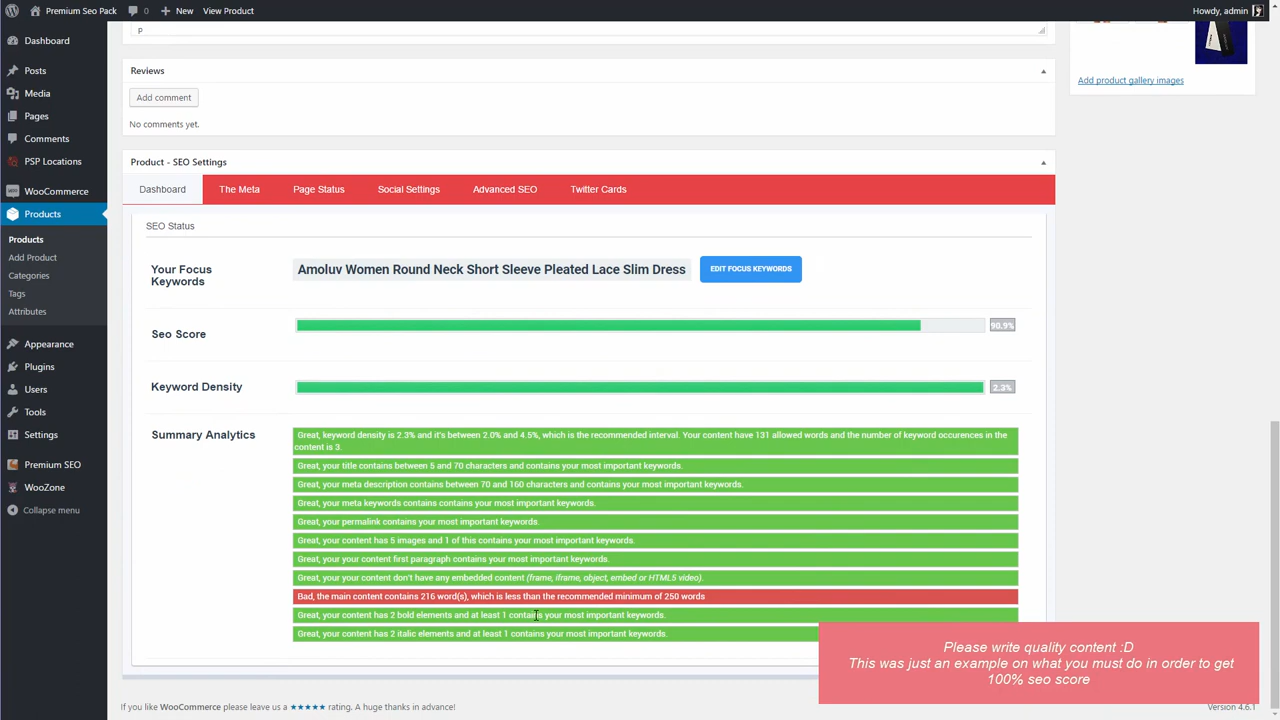 Premium Seo Pack 0 New View Product Howdy, admin
p
Dashboard
Posts
Media
Pages
Comments
PSP Locations
WooCommerce
Products
Products
Add Product
Categories
Tags
Attributes
Appearance
Plugins
Users
Tools
Settings
Premium SEO
WooZone
Collapse menu
Add product gallery images
Reviews
Add comment
No comments yet.
Product - SEO Settings
Dashboard The Meta Page Status Social Settings Advanced SEO Twitter Cards
SEO Status
Your Focus
Keywords
Amoluv Women Round Neck Short Sleeve Pleated Lace Slim Dress
EDIT FOCUS KEYWORDS
Seo Score
90.9%
Keyword Density
2.3%
Summary Analytics
Great, keyword density is 2.3% and it's between 2.0% and 4.5%, which is the recommended interval. Your content have 131 allowed words and the number of keyword occurences in the
content is 3.
Great, your title contains between 5 and 70 characters and contains your most important keywords.
Great, your meta description contains between 70 and 160 characters and contains your most important keywords.
Great, your meta keywords contains contains your most important keywords.
Great, your permalink contains your most important keywords.
Great, your content has 5 images and 1 of this contains your most important keywords.
Great, your your content first paragraph contains your most important keywords.
Great, your your content don't have any embedded content (frame, iframe, object, embed or HTML5 video).
Bad, the main content contains 216 word(s), which is less than the recommended minimum of 250 words
Great, your content has 2 bold elements and at least 1 contains your most important keywords.
Great, your content has 2 italic elements and at least 1 contains your most important keywords.
Please write quality content :D
This was just an example on what you must do in order to get
100% seo score
If you like WooCommerce please leave us a ★★★★★ rating. A huge thanks in advance!
Version 4.6.1